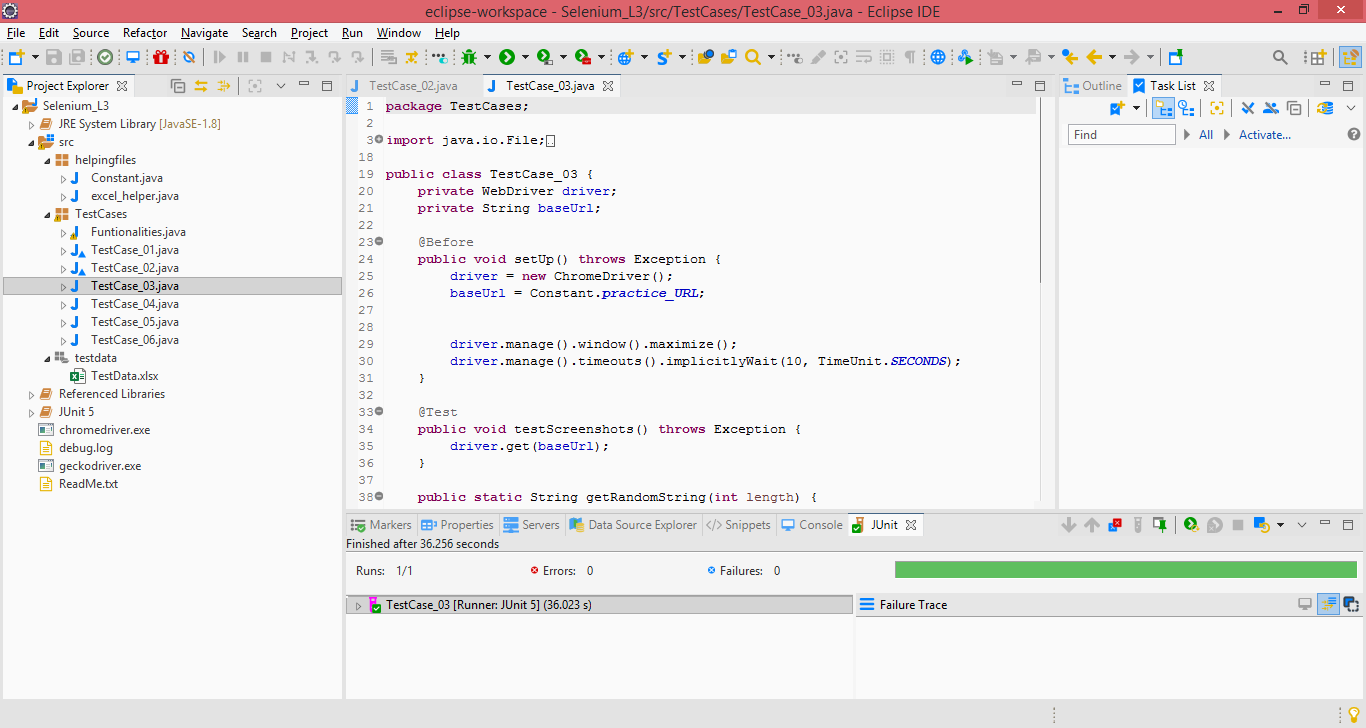 eclipse-workspace - Selenium_L3/src/TestCases/TestCase_03.java - Eclipse IDE
File Edit Source Refactor Navigate Search Project Run Window Help
Project Explorer
Selenium_L3
JRE System Library [JavaSE-1.8]
src
helpingfiles
Constant.java
excel_helper.java
TestCases
Funtionalities.java
TestCase_01.java
TestCase_02.java
TestCase_03.java
TestCase_04.java
TestCase_05.java
TestCase_06.java
testdata
TestData.xlsx
Referenced Libraries
JUnit 5
chromedriver.exe
debug.log
geckodriver.exe
ReadMe.txt
TestCase_02.java TestCase_03.java
1 package TestCases;
2
3 import java.io.File;
18
19 public class TestCase_03 {
20 private WebDriver driver;
21 private String baseUrl;
22
23 @Before
24 public void setUp() throws Exception {
25 driver = new ChromeDriver();
26 baseUrl = Constant.practice_URL;
27
28
29 driver.manage().window().maximize();
30 driver.manage().timeouts().implicitlyWait(10, TimeUnit.SECONDS);
31 }
32
33 @Test
34 public void testScreenshots() throws Exception {
35 driver.get(baseUrl);
36 }
37
38 public static String getRandomString(int length) {
Outline Task List
Find All Activate...
Markers Properties Servers Data Source Explorer Snippets Console JUnit
Finished after 36.256 seconds
Runs: 1/1 Errors: 0 Failures: 0
TestCase_03 [Runner: JUnit 5] (36.023 s)
Failure Trace